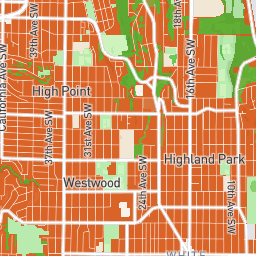 39th Ave SW
18th Ave
California Ave SW
High Point
16th Ave SW
31st Ave SW
37th Ave SW
Highland Park
Westwood
24th Ave SW
10th Ave SW
WHITE